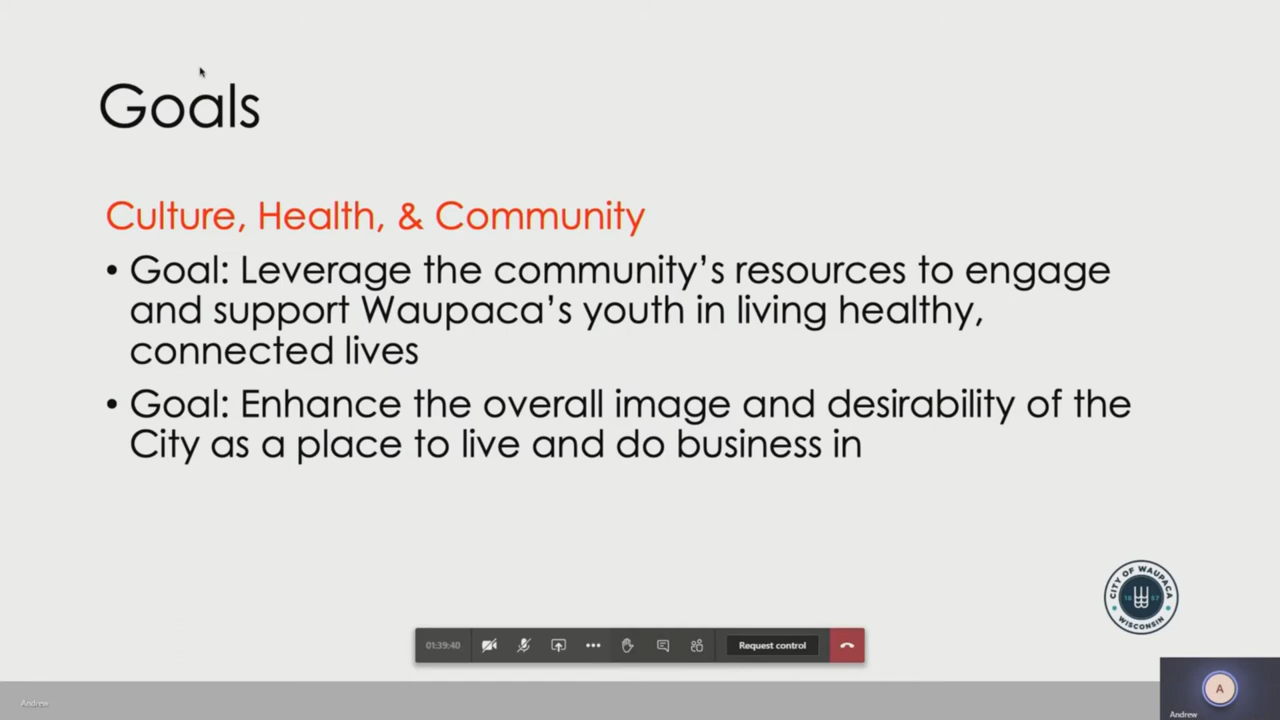 Goals
Culture, Health, & Community
• Goal: Leverage the community’s resources to engage
and support Waupaca’s youth in living healthy,
connected lives
• Goal: Enhance the overall image and desirability of the
City as a place to live and do business in
CITY OF WAUPACA
18 57
WISCONSIN
01:39:40
Request control
A
Andrew
Andrew